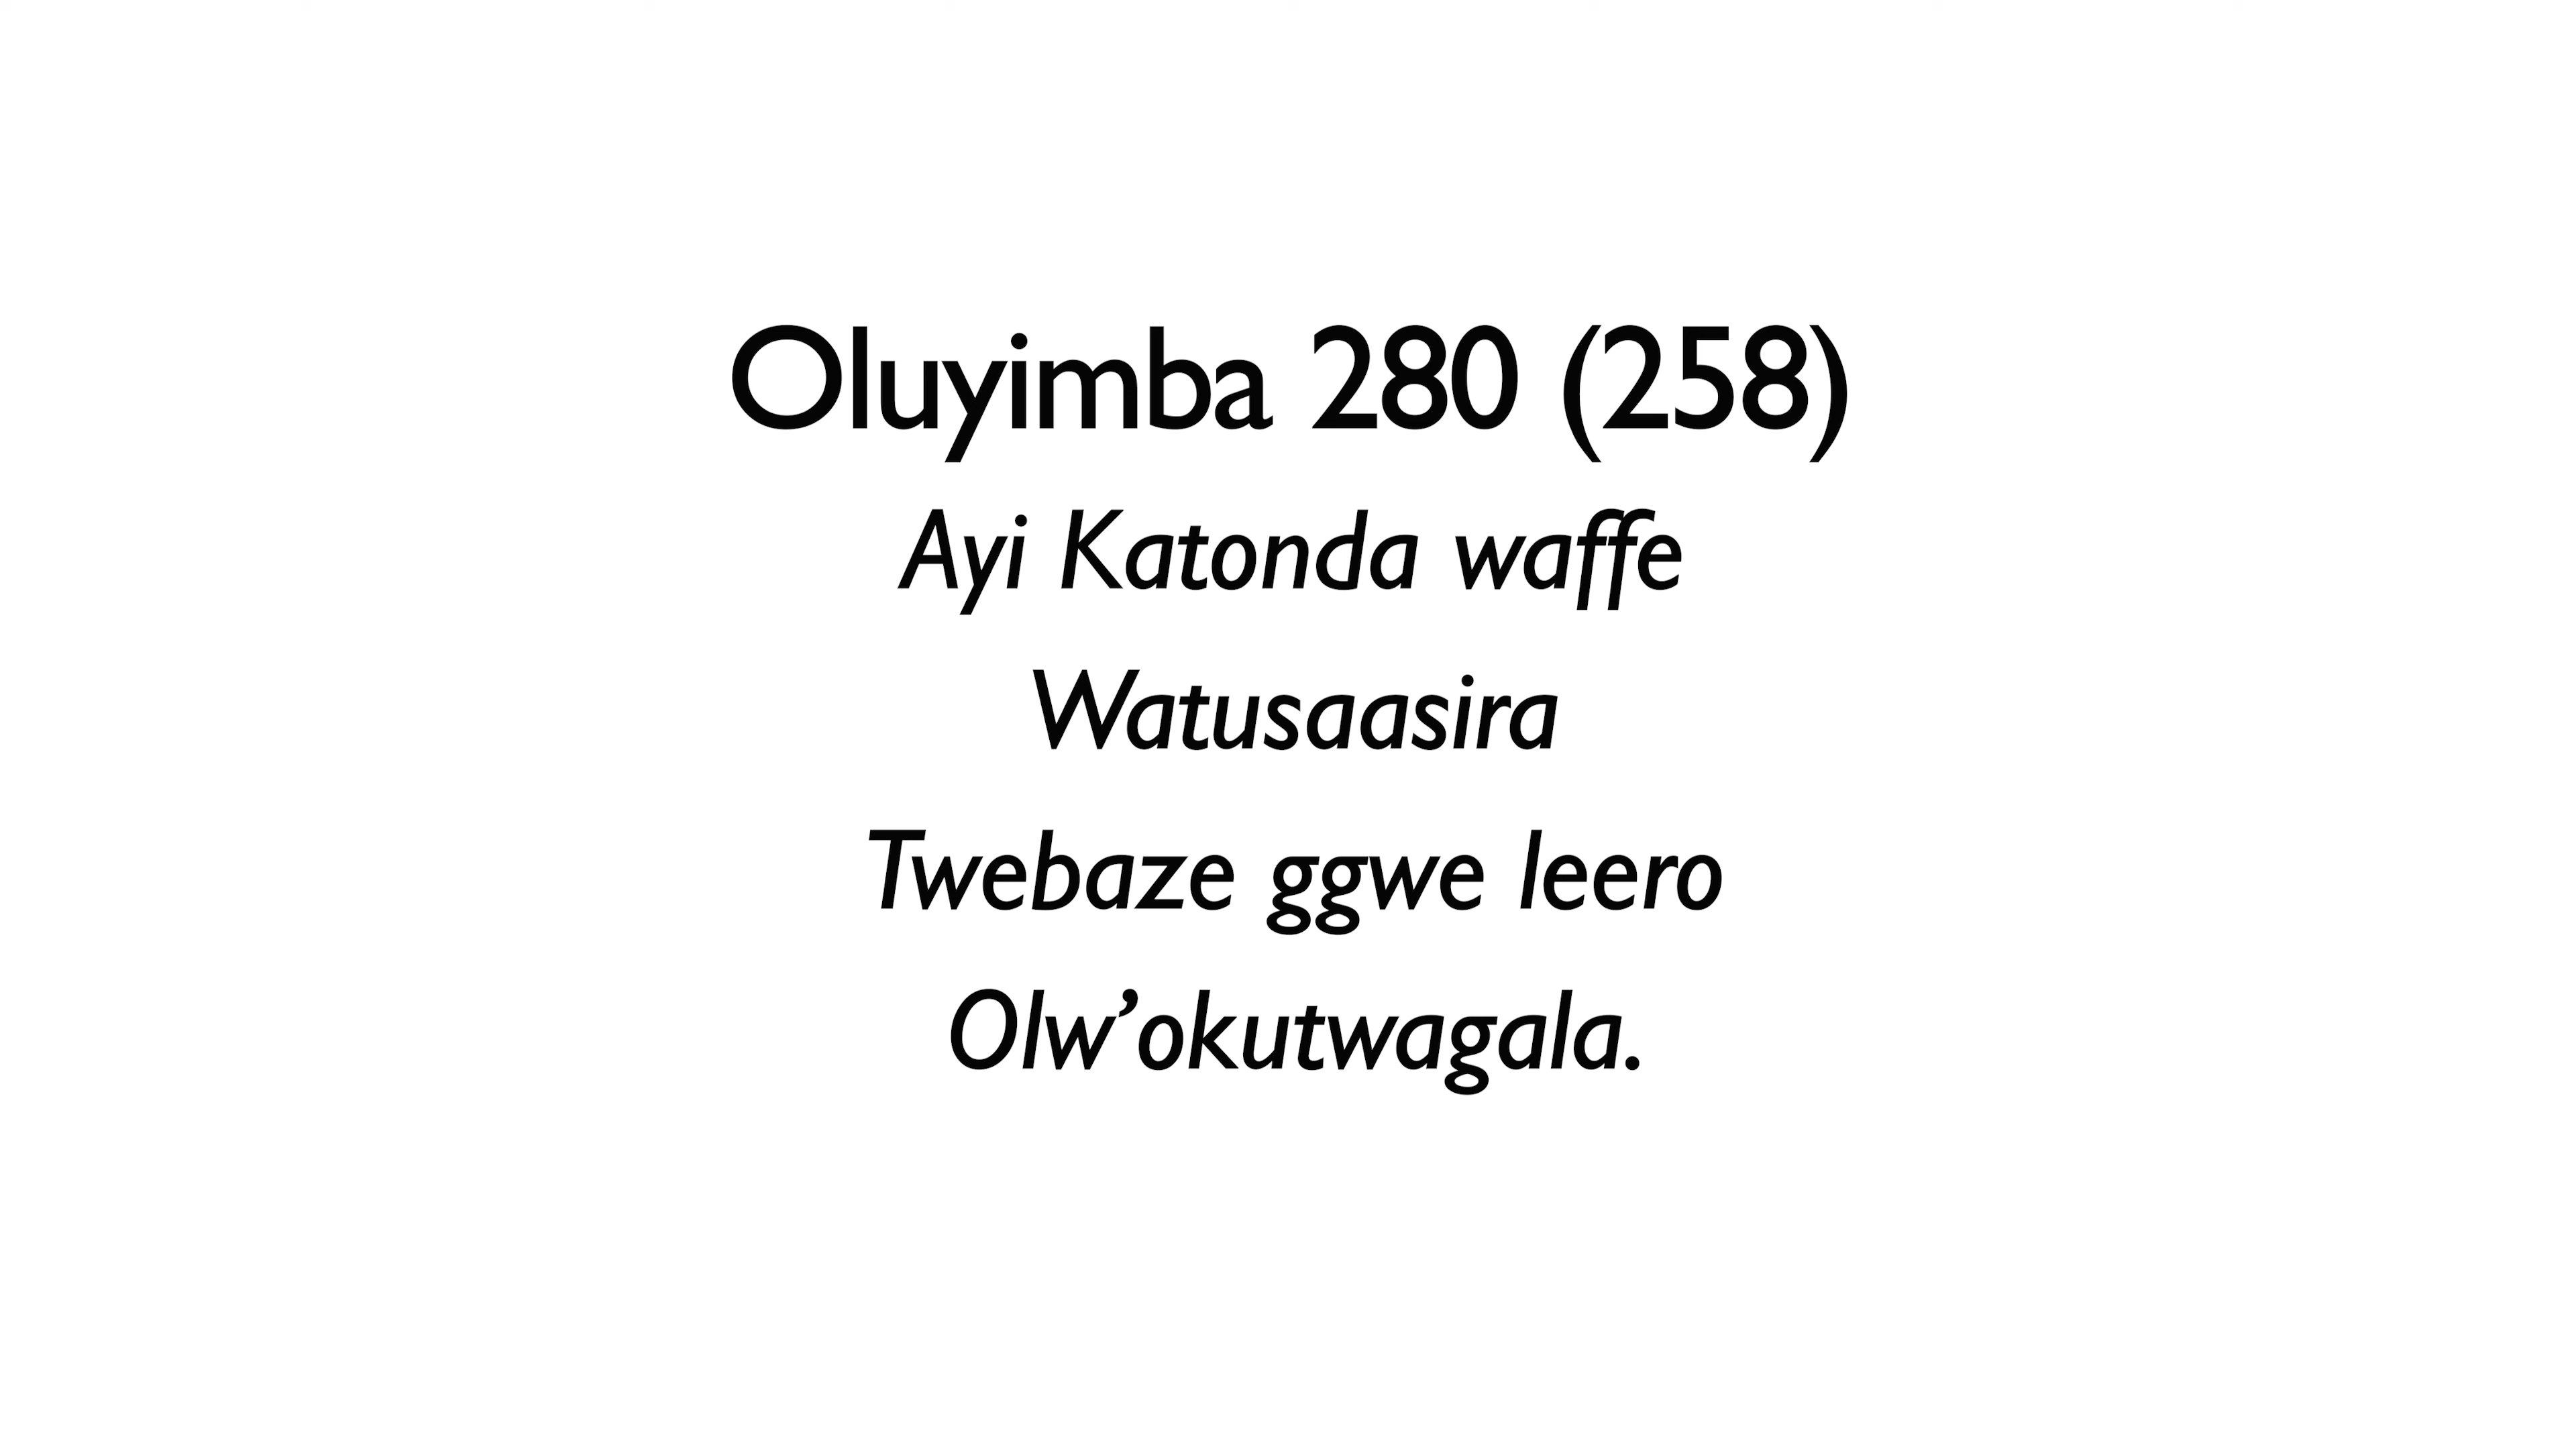 Oluyimba 280 (258)
Ayi Katonda waffe
Watusaasira
Twebaze ggwe leero
Olw’okutwagala.